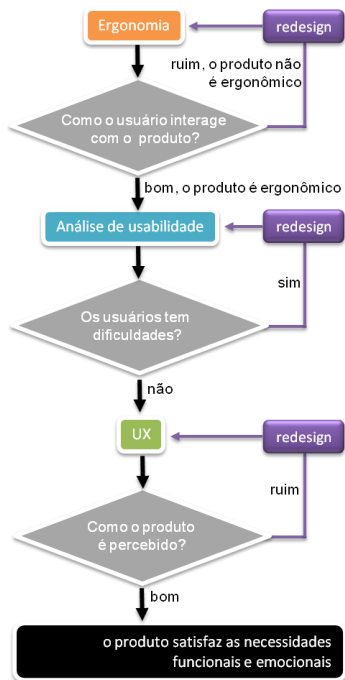 Ergonomia
redesign
ruim, o produto não
é ergonômico
Como o usuário interage
com o produto?
bom, o produto é ergonômico
Análise de usabilidade
redesign
sim
Os usuários tem
dificuldades?
não
UX
redesign
ruim
Como o produto
é percebido?
bom
o produto satisfaz as necessidades
funcionais e emocionais